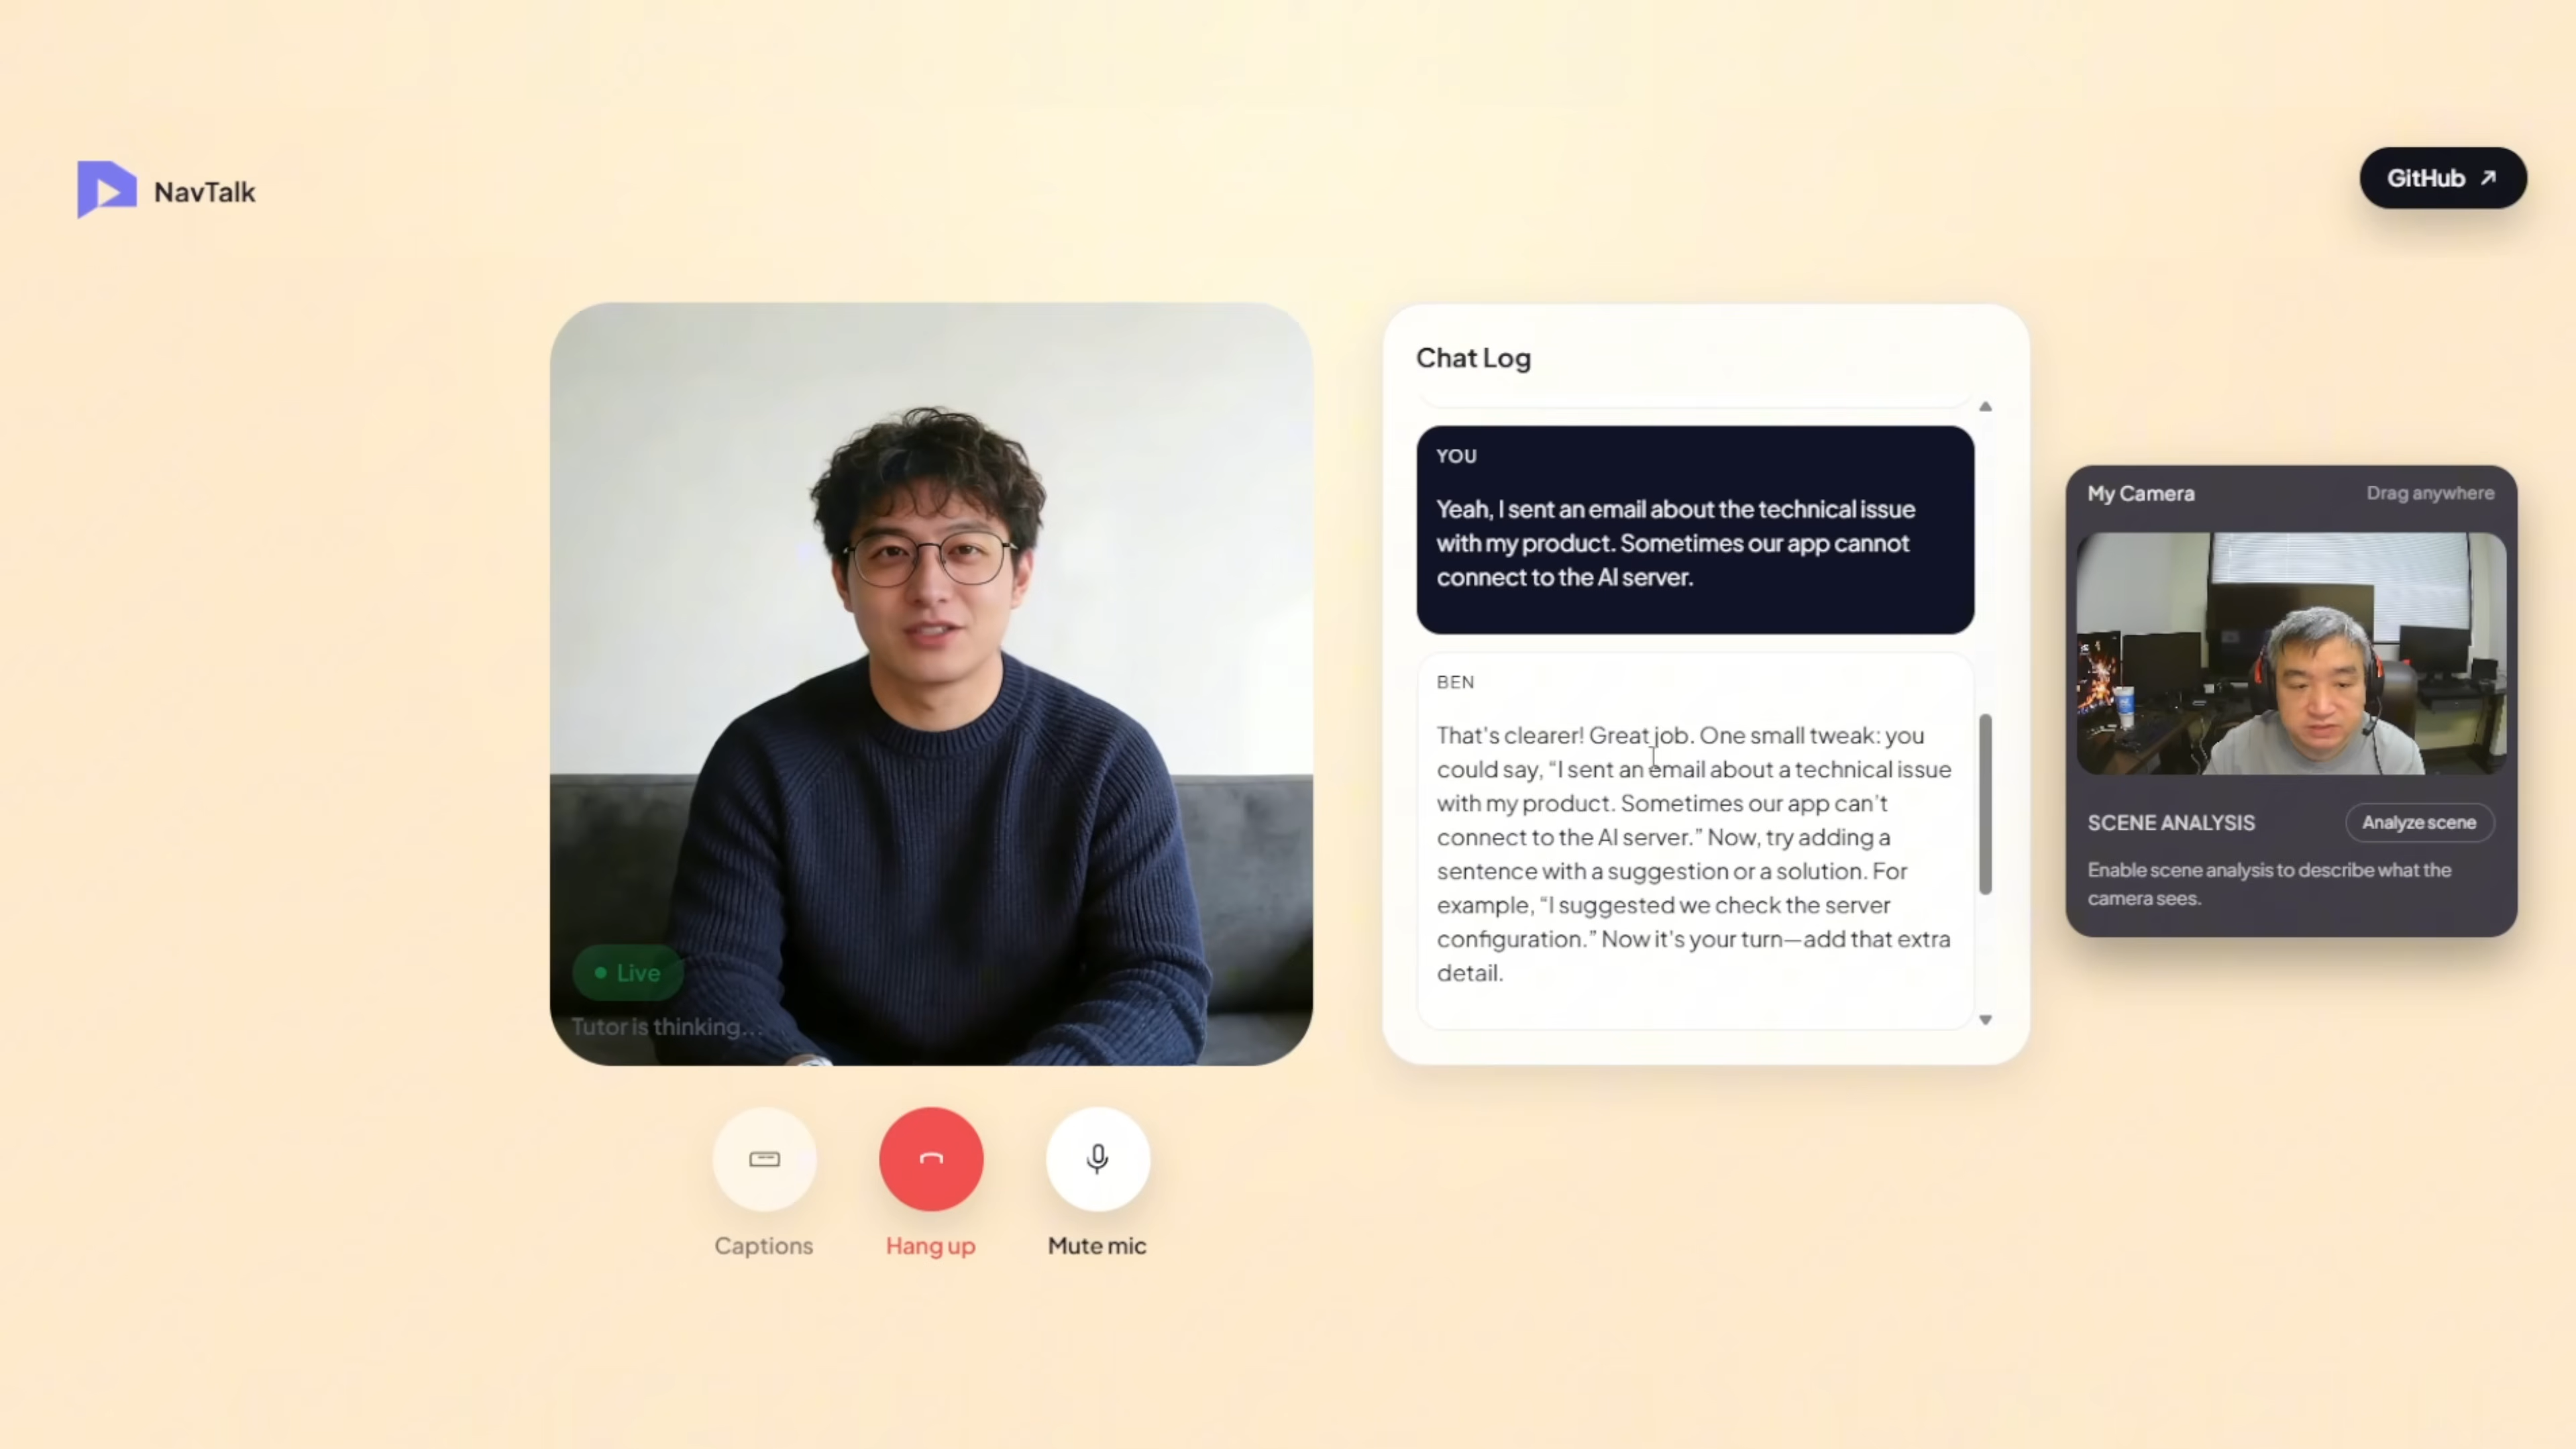 NavTalk
GitHub
Chat Log
YOU
Yeah, I sent an email about the technical issue
with my product. Sometimes our app cannot
connect to the AI server.
BEN
That's clearer! Great job. One small tweak: you
could say, “I sent an email about a technical issue
with my product. Sometimes our app can't
connect to the AI server.” Now, try adding a
sentence with a suggestion or a solution. For
example, “I suggested we check the server
configuration.” Now it's your turn—add that extra
detail.
My Camera
Drag anywhere
SCENE ANALYSIS
Analyze scene
Enable scene analysis to describe what the
camera sees.
Live
Tutor is thinking...
Captions
Hang up
Mute mic